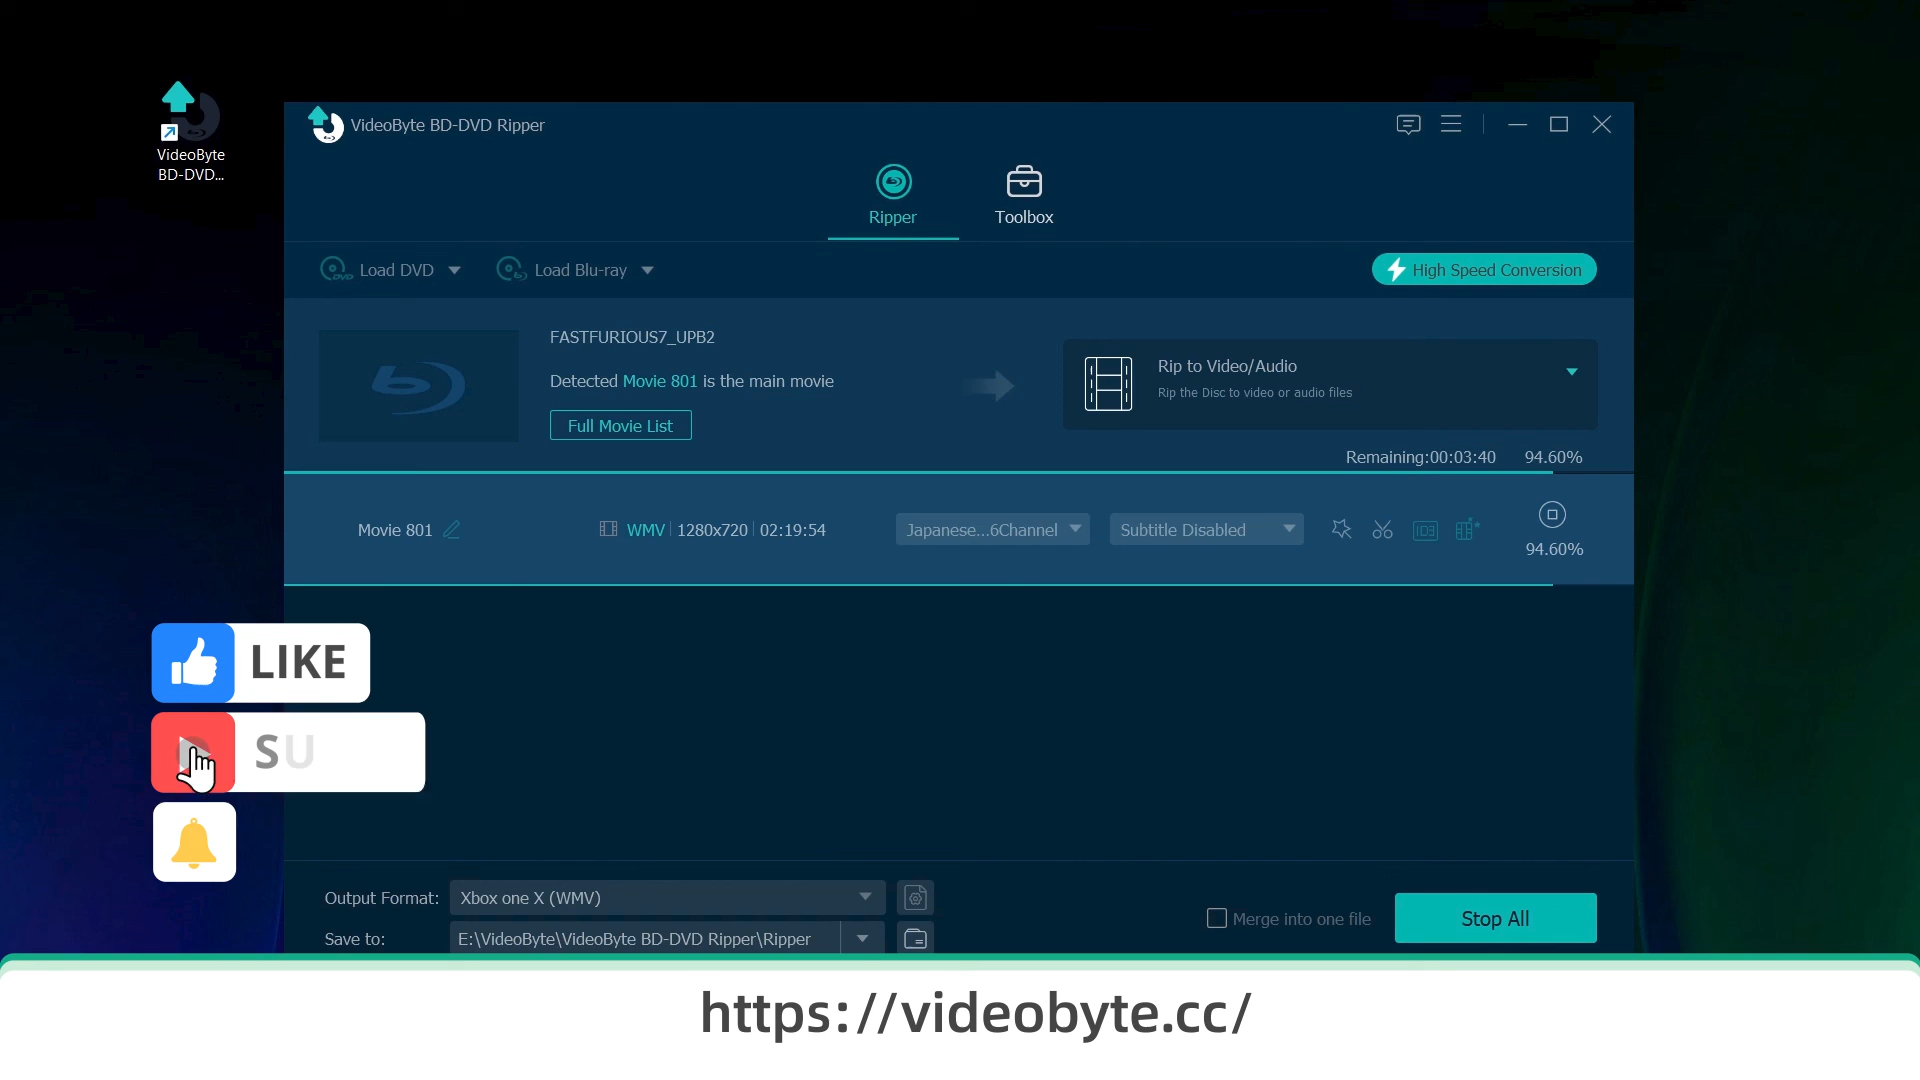 VideoByte
BD-DVD...
VideoByte BD-DVD Ripper
Ripper
Toolbox
Load DVD
Load Blu-ray
High Speed Conversion
FASTFURIOUS7_UPB2
Detected Movie 801 is the main movie
Full Movie List
Rip to Video/Audio
Rip the Disc to video or audio files
Remaining:00:03:40 94.60%
Movie 801
WMV 1280x720 02:19:54
Japanese...6Channel
Subtitle Disabled
ID3
94.60%
LIKE
SU
Output Format: Xbox one X (WMV)
Save to: E:\VideoByte\VideoByte BD-DVD Ripper\Ripper
Merge into one file
Stop All
https://videobyte.cc/